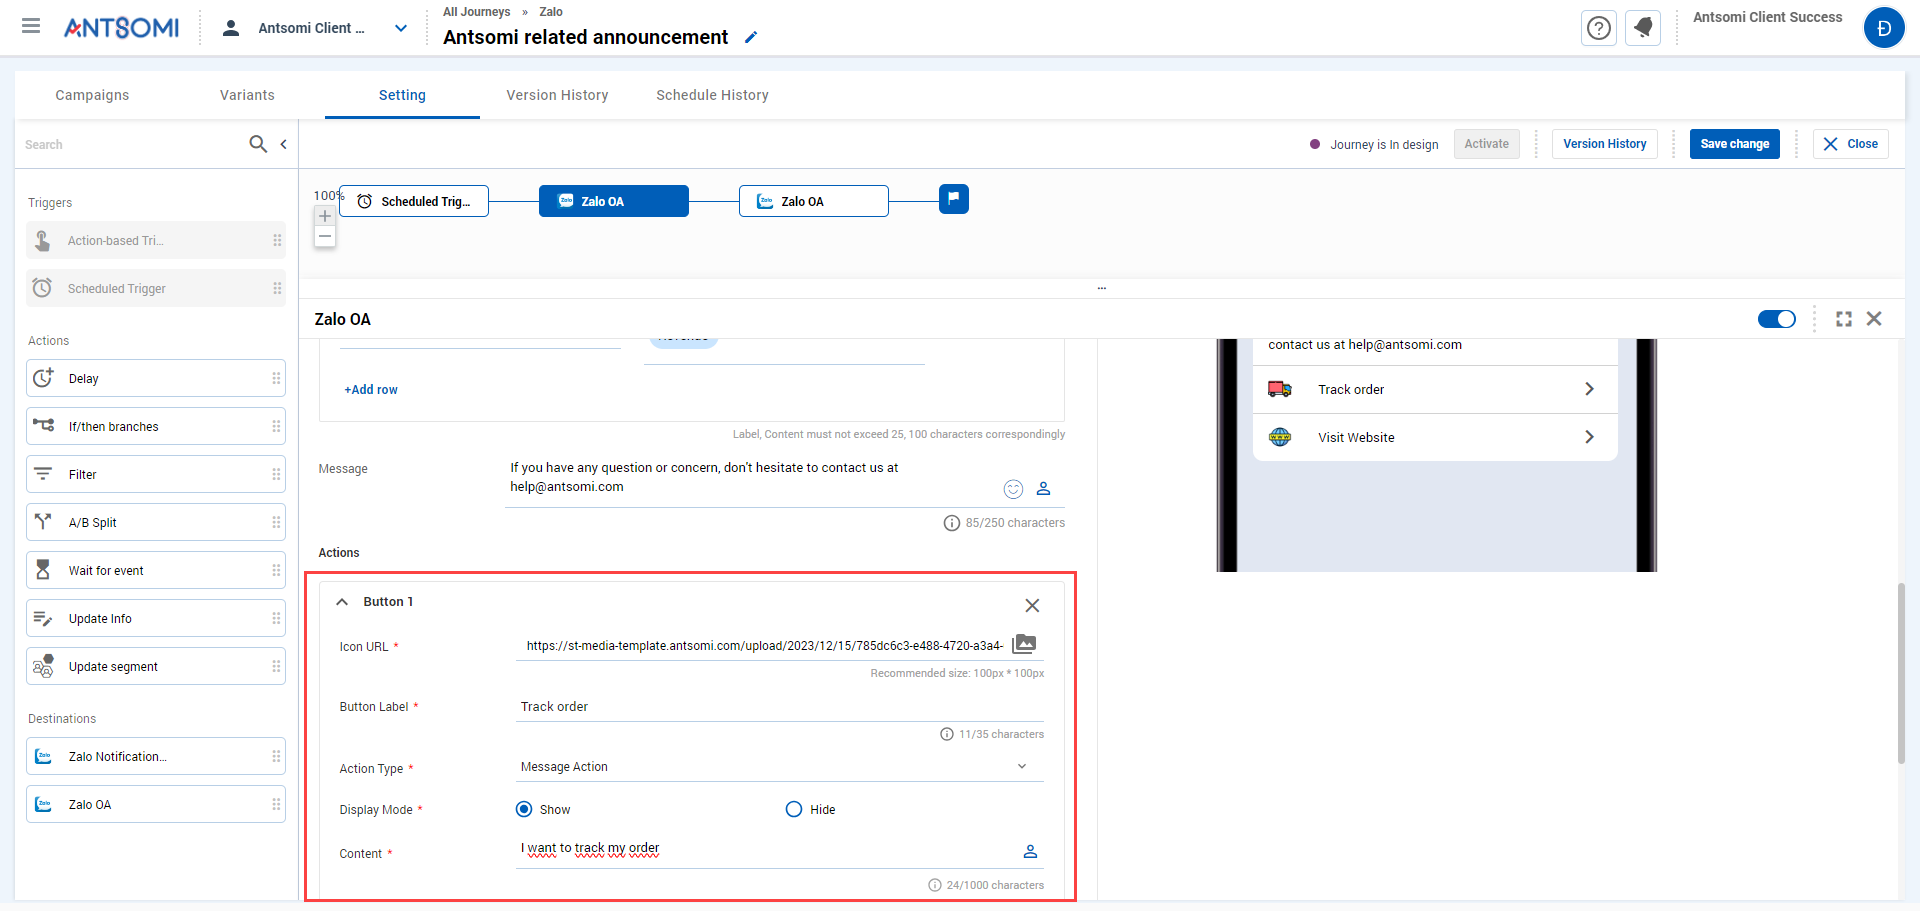 ANTSOMI
Antsomi Client ...
All Journeys » Zalo
Antsomi related announcement
Antsomi Client Success
Đ
Campaigns
Variants
Setting
Version History
Schedule History
Search
Journey is In design
Activate
Version History
Save change
Close
100%
Scheduled Trig...
Zalo OA
Zalo OA
Triggers
Action-based Tri...
Scheduled Trigger
Actions
Delay
If/then branches
Filter
A/B Split
Wait for event
Update Info
Update segment
Destinations
Zalo Notification...
Zalo OA
...
Zalo OA
+Add row
Label, Content must not exceed 25, 100 characters correspondingly
Message
If you have any question or concern, don't hesitate to contact us at
help@antsomi.com
85/250 characters
Actions
Button 1
Icon URL *
https://st-media-template.antsomi.com/upload/2023/12/15/785dc6c3-e488-4720-a3a4-
Recommended size: 100px * 100px
Button Label *
Track order
11/35 characters
Action Type *
Message Action
Display Mode *
Show
Hide
Content *
I want to track my order
24/1000 characters
contact us at help@antsomi.com
Track order
Visit Website